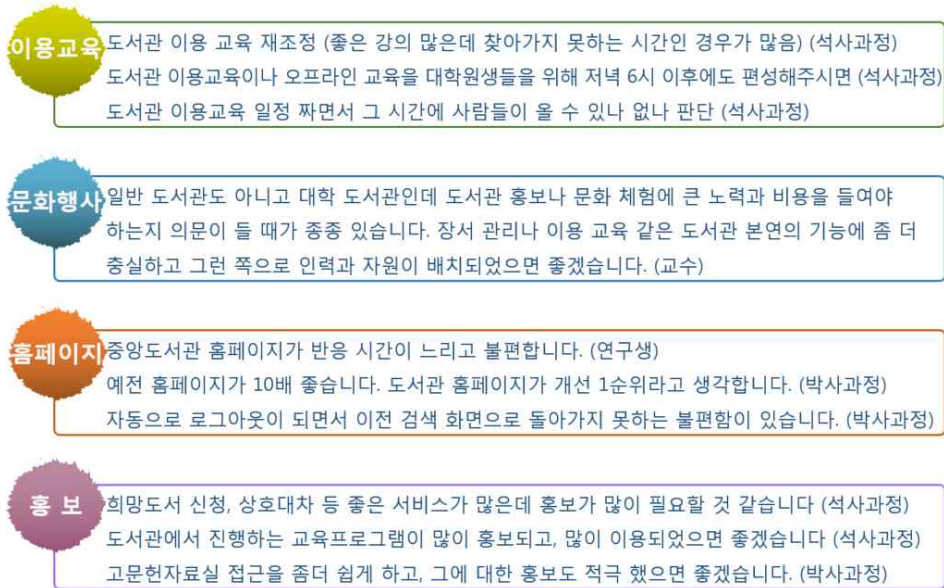 이용교육
도서관 이용 교육 재조정 (좋은 강의 많은데 찾아가지 못하는 시간인 경우가 많음) (석사과정)
도서관 이용교육이나 오프라인 교육을 대학원생들을 위해 저녁 6시 이후에도 편성해주시면 (석사과정)
도서관 이용교육 일정 짜면서 그 시간에 사람들이 올 수 있나 없나 판단 (석사과정)
문화행사
일반 도서관도 아니고 대학 도서관인데 도서관 홍보나 문화 체험에 큰 노력과 비용을 들여야
하는지 의문이 들 때가 종종 있습니다. 장서 관리나 이용 교육 같은 도서관 본연의 기능에 좀 더
충실하고 그런 쪽으로 인력과 자원이 배치되었으면 좋겠습니다. (교수)
홈페이지
중앙도서관 홈페이지가 반응 시간이 느리고 불편합니다. (연구생)
예전 홈페이지가 10배 좋습니다. 도서관 홈페이지가 개선 1순위라고 생각합니다. (박사과정)
자동으로 로그아웃이 되면서 이전 검색 화면으로 돌아가지 못하는 불편함이 있습니다. (박사과정)
홍 보
희망도서 신청, 상호대차 등 좋은 서비스가 많은데 홍보가 많이 필요할 것 같습니다 (석사과정)
도서관에서 진행하는 교육프로그램이 많이 홍보되고, 많이 이용되었으면 좋겠습니다 (석사과정)
고문헌자료실 접근을 좀더 쉽게 하고, 그에 대한 홍보도 적극 했으면 좋겠습니다. (박사과정)